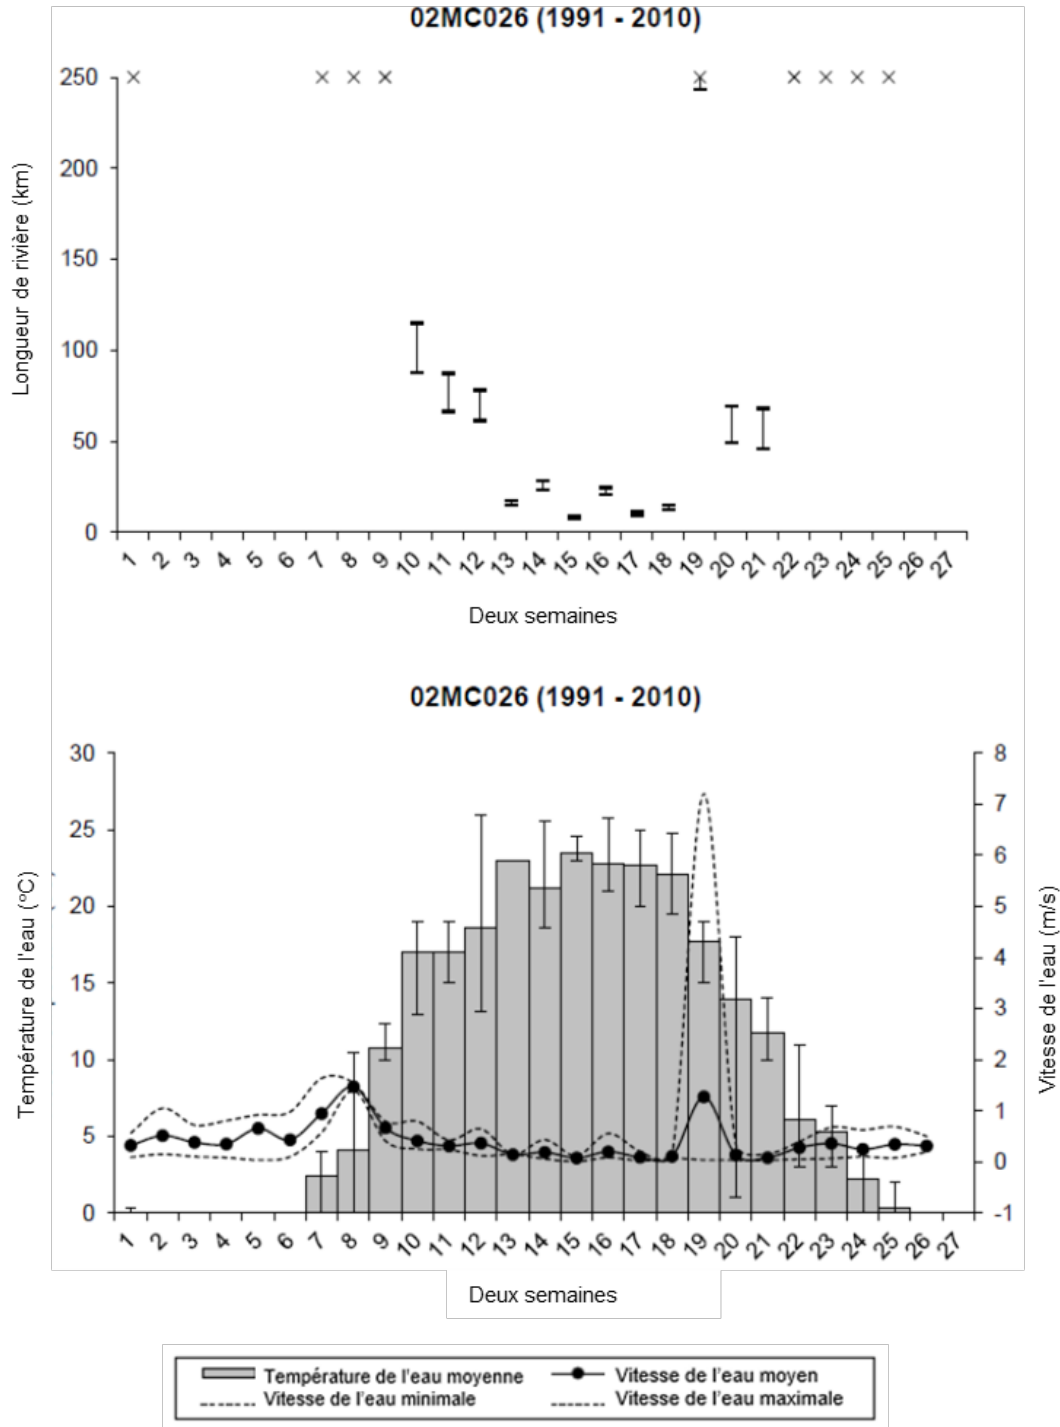 02MC026 (1991 - 2010)
Longueur de rivière (km)
250
200
150
100
50
0
1 2 3 4 5 6 7 8 9 10 11 12 13 14 15 16 17 18 19 20 21 22 23 24 25 26 27
Deux semaines
02MC026 (1991 - 2010)
Température de l'eau (°C)
30
25
20
15
10
5
0
Vitesse de l'eau (m/s)
8
7
6
5
4
3
2
1
0
-1
1 2 3 4 5 6 7 8 9 10 11 12 13 14 15 16 17 18 19 20 21 22 23 24 25 26 27
Deux semaines
Température de l'eau moyenne Vitesse de l'eau moyen
Vitesse de l'eau minimale Vitesse de l'eau maximale